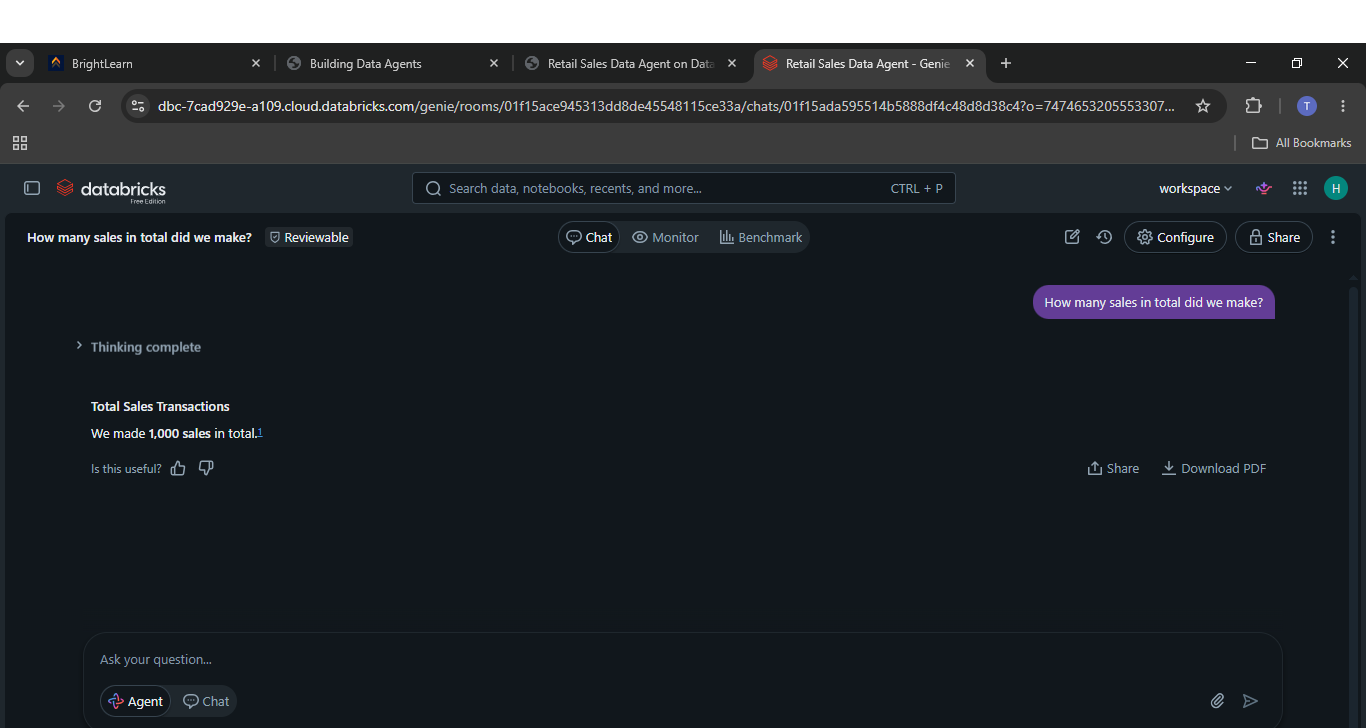 BrightLearn
Building Data Agents
Retail Sales Data Agent on Data
Retail Sales Data Agent - Genie
dbc-7cad929e-a109.cloud.databricks.com/genie/rooms/01f15ace945313dd8de45548115ce33a/chats/01f15ada595514b5888df4c48d8d38c4?o=7474653205553307...
T
All Bookmarks
databricks
Free Edition
Search data, notebooks, recents, and more...
CTRL + P
workspace
H
How many sales in total did we make?
Reviewable
Chat
Monitor
Benchmark
Configure
Share
How many sales in total did we make?
Thinking complete
Total Sales Transactions
We made 1,000 sales in total.1
Is this useful?
Share
Download PDF
Ask your question...
Agent
Chat